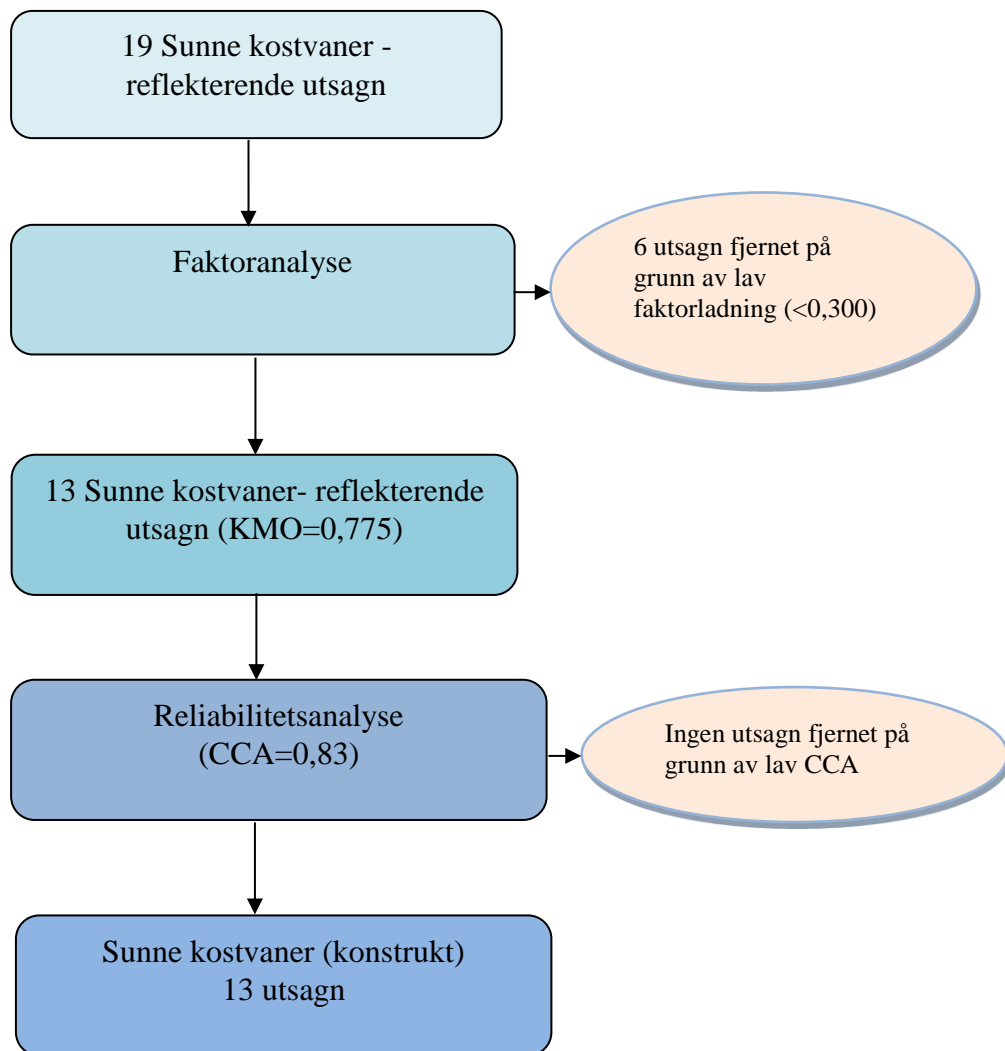 19 Sunne kostvaner -
reflekterende utsagn
Faktoranalyse
6 utsagn fjernet på
grunn av lav
faktorladning (<0,300)
13 Sunne kostvaner- reflekterende
utsagn (KMO=0,775)
Reliabilitetsanalyse
(CCA=0,83)
Ingen utsagn fjernet på
grunn av lav CCA
Sunne kostvaner (konstrukt)
13 utsagn